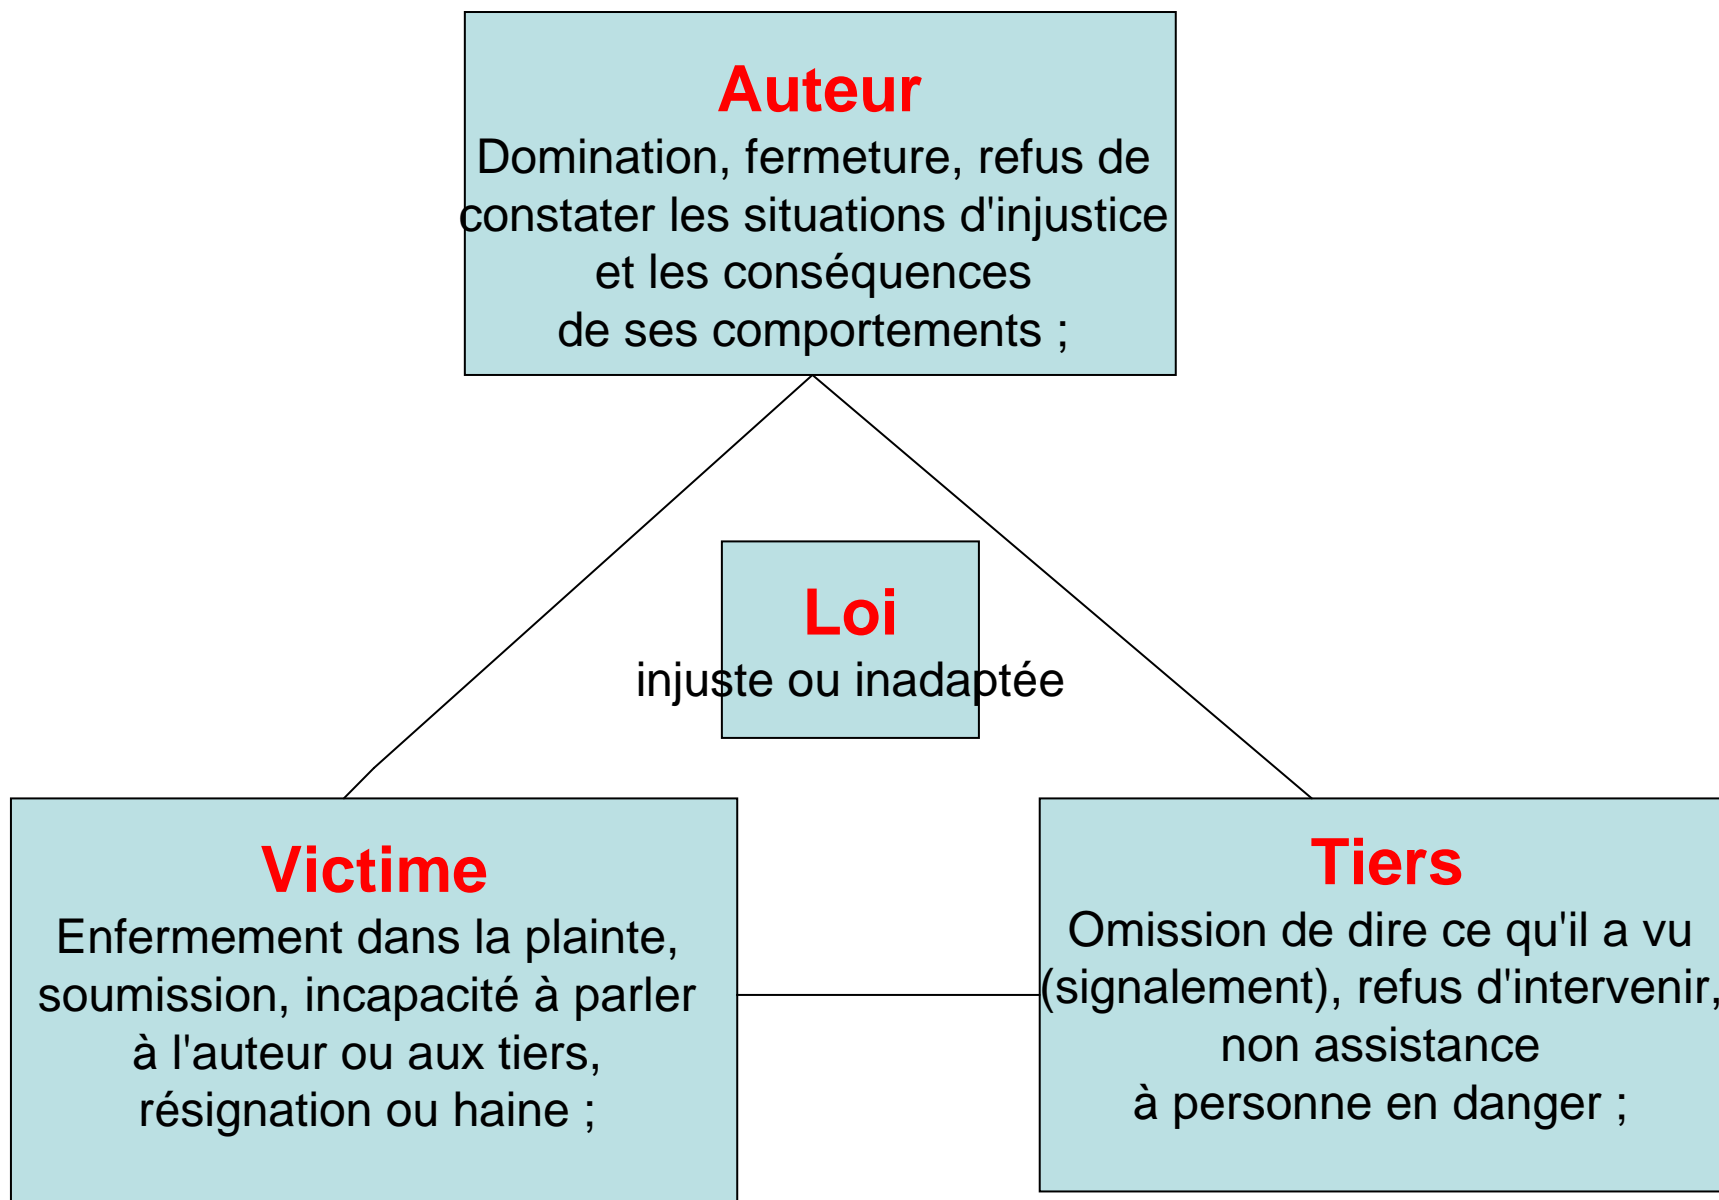 Auteur
Domination, fermeture, refus de
constater les situations d'injustice
et les conséquences
de ses comportements ;
Loi
injuste ou inadaptée
Victime
Enfermement dans la plainte,
soumission, incapacité à parler
à l'auteur ou aux tiers,
résignation ou haine ;
Tiers
Omission de dire ce qu'il a vu
(signalement), refus d'intervenir,
non assistance
à personne en danger ;